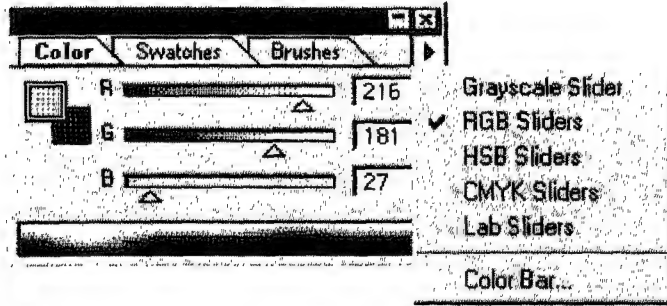 Color Swatches Brushes
R 216
G 181
B 27
Grayscale Slider
RGB Sliders
HSB Sliders
CMYK Sliders
Lab Sliders
Color Bar...